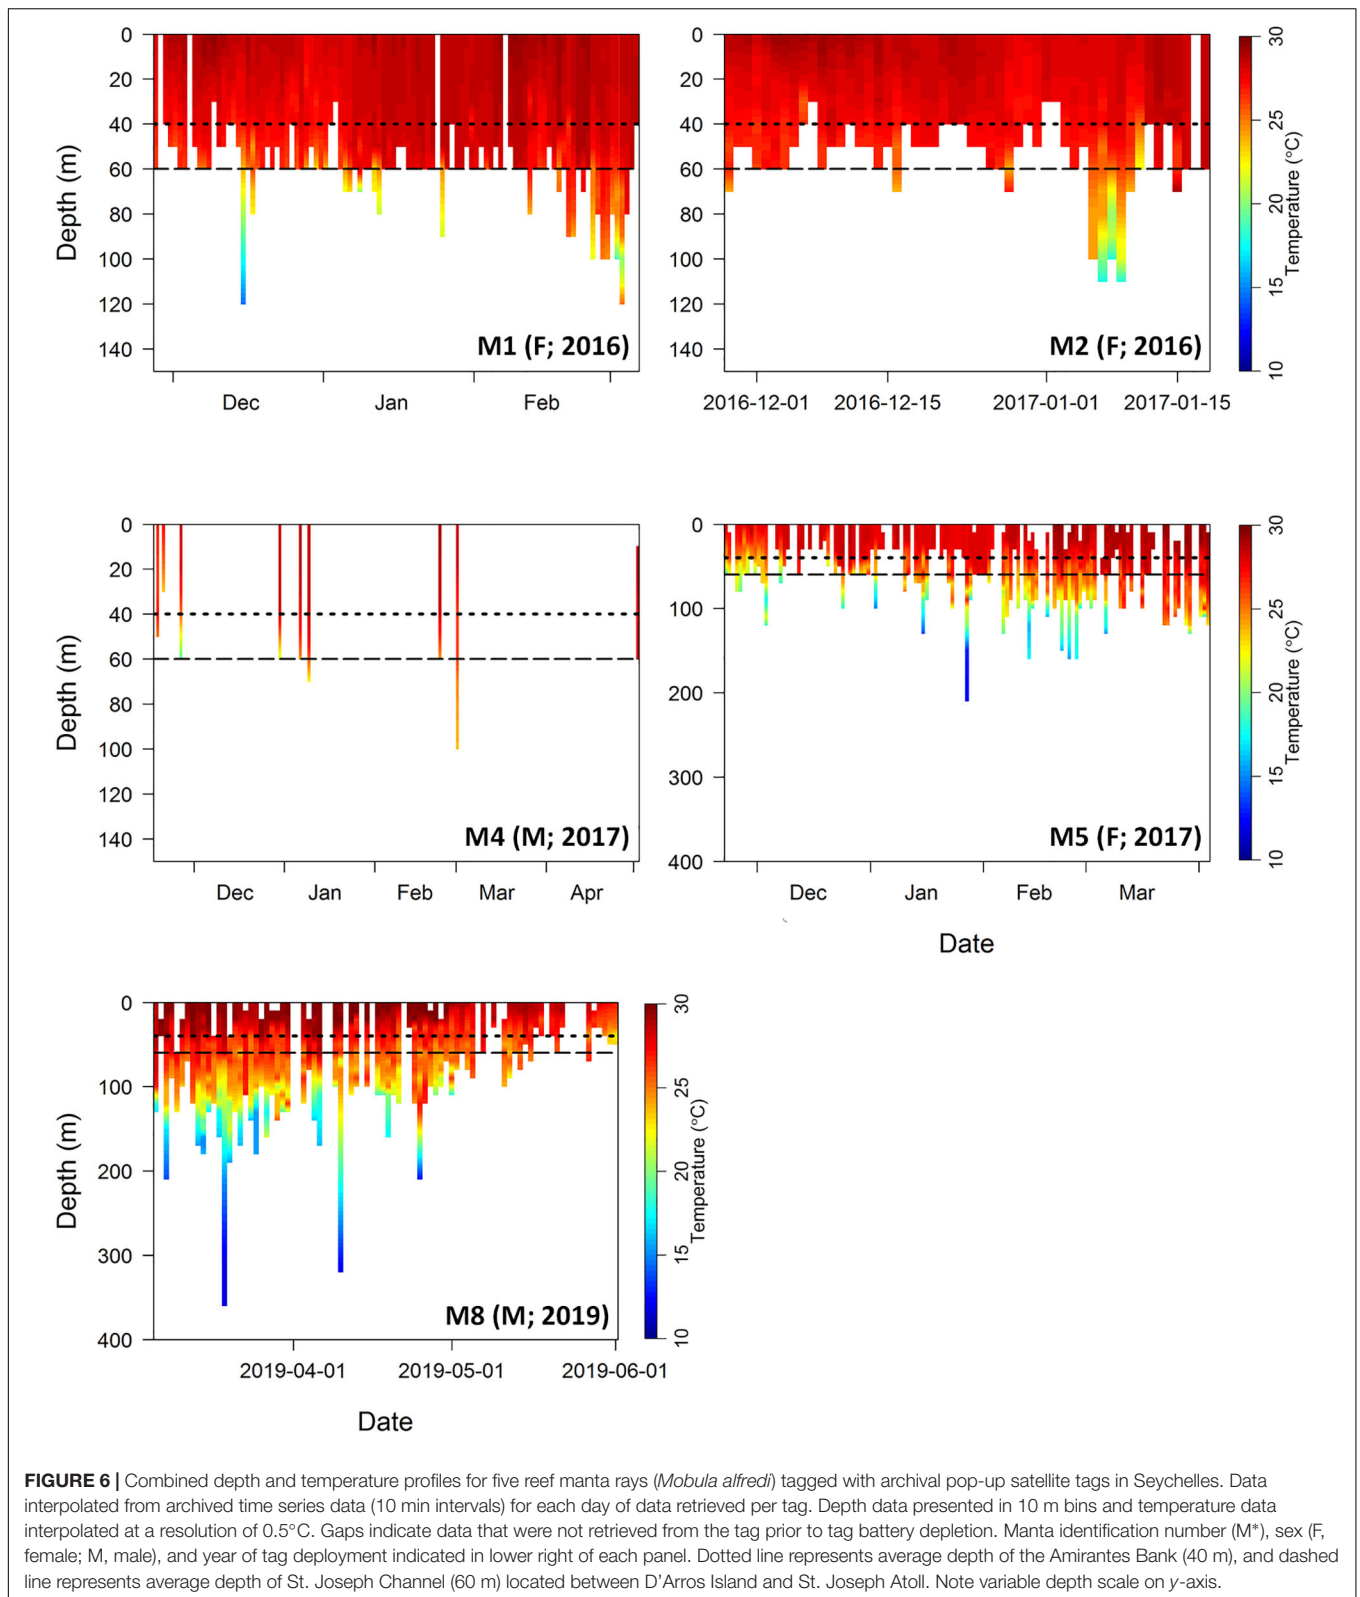 0
20
40
60
80
100
120
140
Depth (m)
M1 (F; 2016)
Dec
Jan
Feb
0
20
40
60
80
100
120
140
M2 (F; 2016)
2016-12-01
2016-12-15
2017-01-01
2017-01-15
30
25
20
15
10
Temperature (°C)
0
20
40
60
80
100
120
140
Depth (m)
M4 (M; 2017)
Dec
Jan
Feb
Mar
Apr
0
100
200
300
400
M5 (F; 2017)
Dec
Jan
Feb
Mar
Date
30
25
20
15
10
Temperature (°C)
0
100
200
300
400
Depth (m)
M8 (M; 2019)
2019-04-01
2019-05-01
2019-06-01
Date
30
25
20
15
10
Temperature (°C)
FIGURE 6 | Combined depth and temperature profiles for five reef manta rays (Mobula alfredi) tagged with archival pop-up satellite tags in Seychelles. Data
interpolated from archived time series data (10 min intervals) for each day of data retrieved per tag. Depth data presented in 10 m bins and temperature data
interpolated at a resolution of 0.5°C. Gaps indicate data that were not retrieved from the tag prior to tag battery depletion. Manta identification number (M*), sex (F,
female; M, male), and year of tag deployment indicated in lower right of each panel. Dotted line represents average depth of the Amirantes Bank (40 m), and dashed
line represents average depth of St. Joseph Channel (60 m) located between D'Arros Island and St. Joseph Atoll. Note variable depth scale on y-axis.